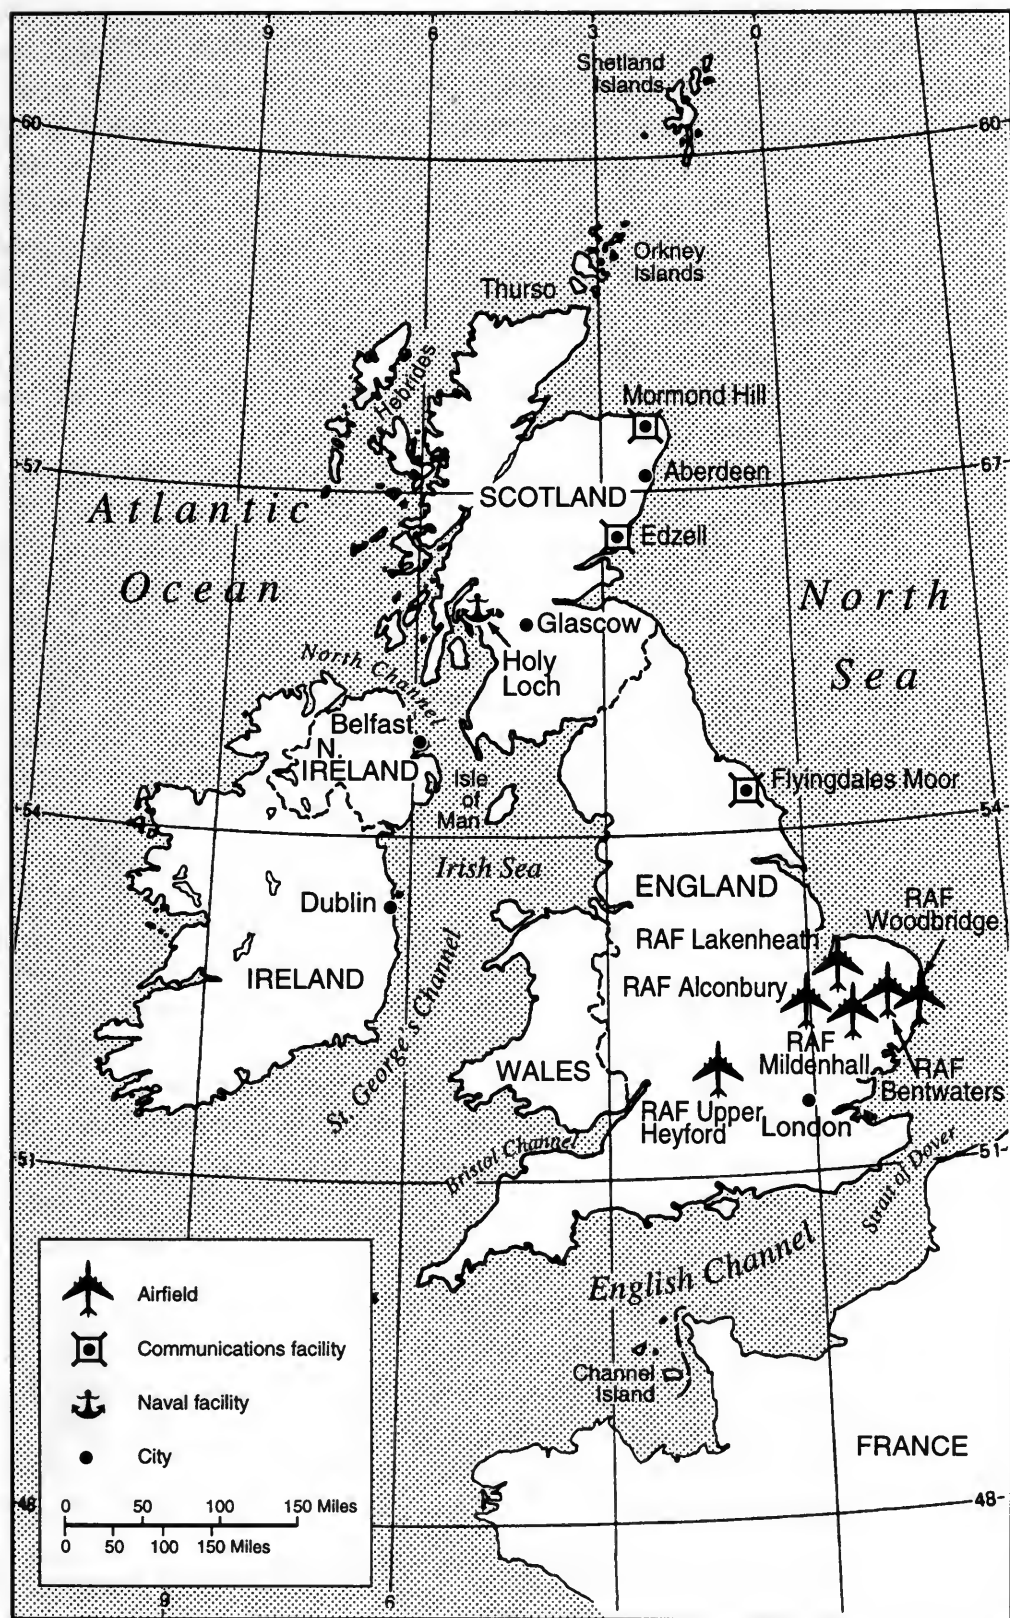 9
6
3
0
Shetland
Islands
60
60
Orkney
Islands
Thurso
Hebrides
Mormond Hill
57
57
Aberdeen
Atlantic
Ocean
SCOTLAND
Edzell
North
Sea
Glascow
Holy
Loch
North Channel
Belfast
N.
IRELAND
Isle
of
Man
Flyingdales Moor
54
54
Irish Sea
ENGLAND
Dublin
RAF
Woodbridge
RAF Lakenheath
IRELAND
RAF Alconbury
St. George's Channel
RAF
Mildenhall
WALES
RAF
Bentwaters
RAF Upper
Heyford
London
Bristol Channel
51
51
Strait of Dover
English Channel
Airfield
Communications facility
Channel
Island
Naval facility
City
FRANCE
48
48
0 50 100 150 Miles
0 50 100 150 Miles
9
6